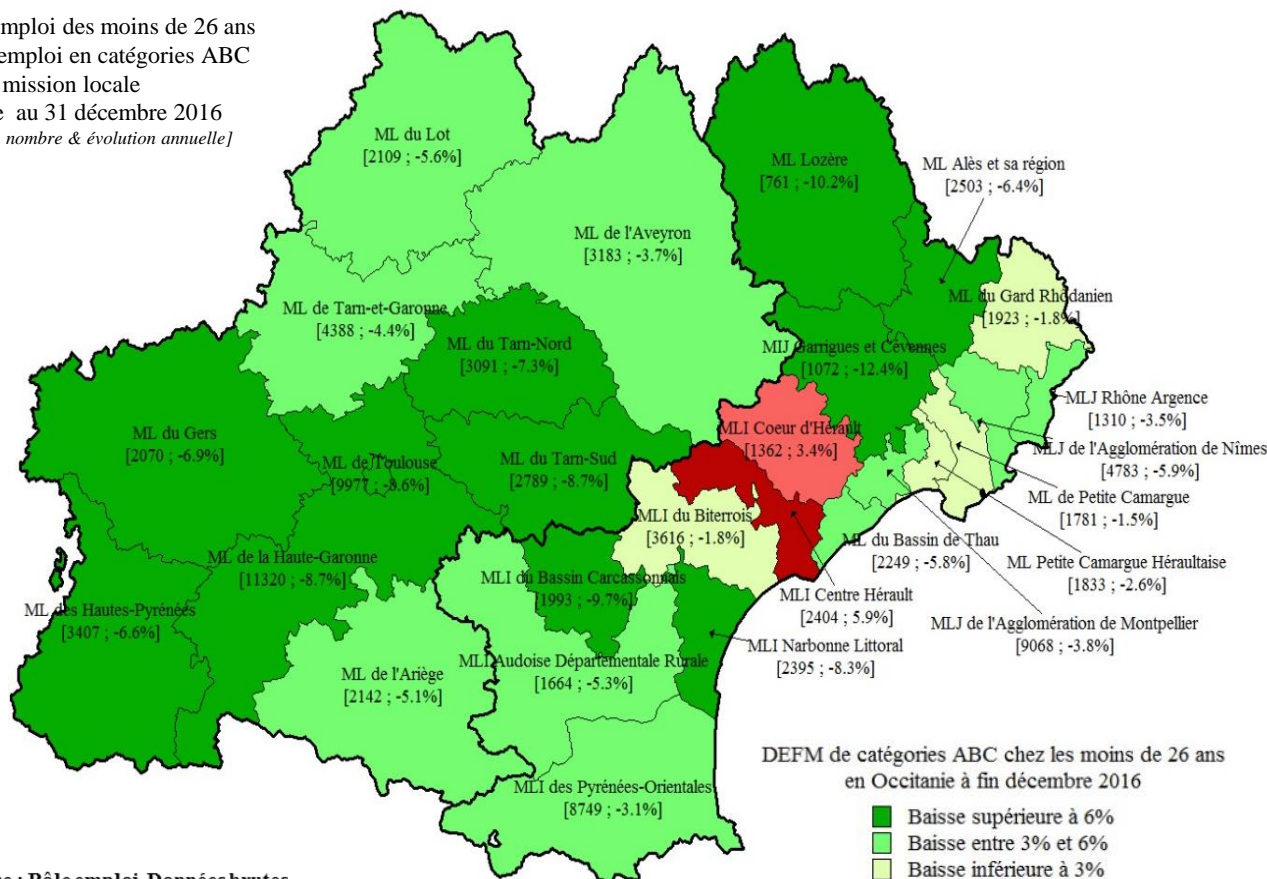 emploi des moins de 26 ans
emploi en catégories ABC
mission locale
au 31 décembre 2016
nombre & évolution annuelle]
ML du Lot
[2109 ; -5.6%]
ML Lozère
[761 ; -10.2%]
ML Alès et sa région
[2503 ; -6.4%]
ML de l'Aveyron
[3183 ; -3.7%]
ML de Tarn-et-Garonne
[4388 ; -4.4%]
ML du Gard Rhodanien
[1923 ; -1.8%]
ML du Tarn-Nord
[3091 ; -7.3%]
MIJ Garrigues et Cévennes
[1072 ; -12.4%]
MLJ Rhône Argence
[1310 ; -3.5%]
ML du Gers
[2070 ; -6.9%]
MLI Coeur d'Hérault
[1362 ; 3.4%]
MLJ de l'Agglomération de Nîmes
[4783 ; -5.9%]
ML de Toulouse
[9977 ; -8.6%]
ML du Tarn-Sud
[2789 ; -8.7%]
ML de Petite Camargue
[1781 ; -1.5%]
MLI du Biterrois
[3616 ; -1.8%]
ML du Bassin de Thau
[2249 ; -5.8%]
ML Petite Camargue Héraultaise
[1833 ; -2.6%]
ML de la Haute-Garonne
[11320 ; -8.7%]
MLI du Bassin Carcassonnais
[1993 ; -9.7%]
MLI Centre Hérault
[2404 ; 5.9%]
ML des Hautes-Pyrénées
[3407 ; -6.6%]
MLJ de l'Agglomération de Montpellier
[9068 ; -3.8%]
MLI Narbonne Littoral
[2395 ; -8.3%]
ML de l'Ariège
[2142 ; -5.1%]
MLI Audoise Départementale Rurale
[1664 ; -5.3%]
MLI des Pyrénées-Orientales
[8749 ; -3.1%]
DEFM de catégories ABC chez les moins de 26 ans
en Occitanie à fin décembre 2016
Baisse supérieure à 6%
Baisse entre 3% et 6%
Baisse inférieure à 3%